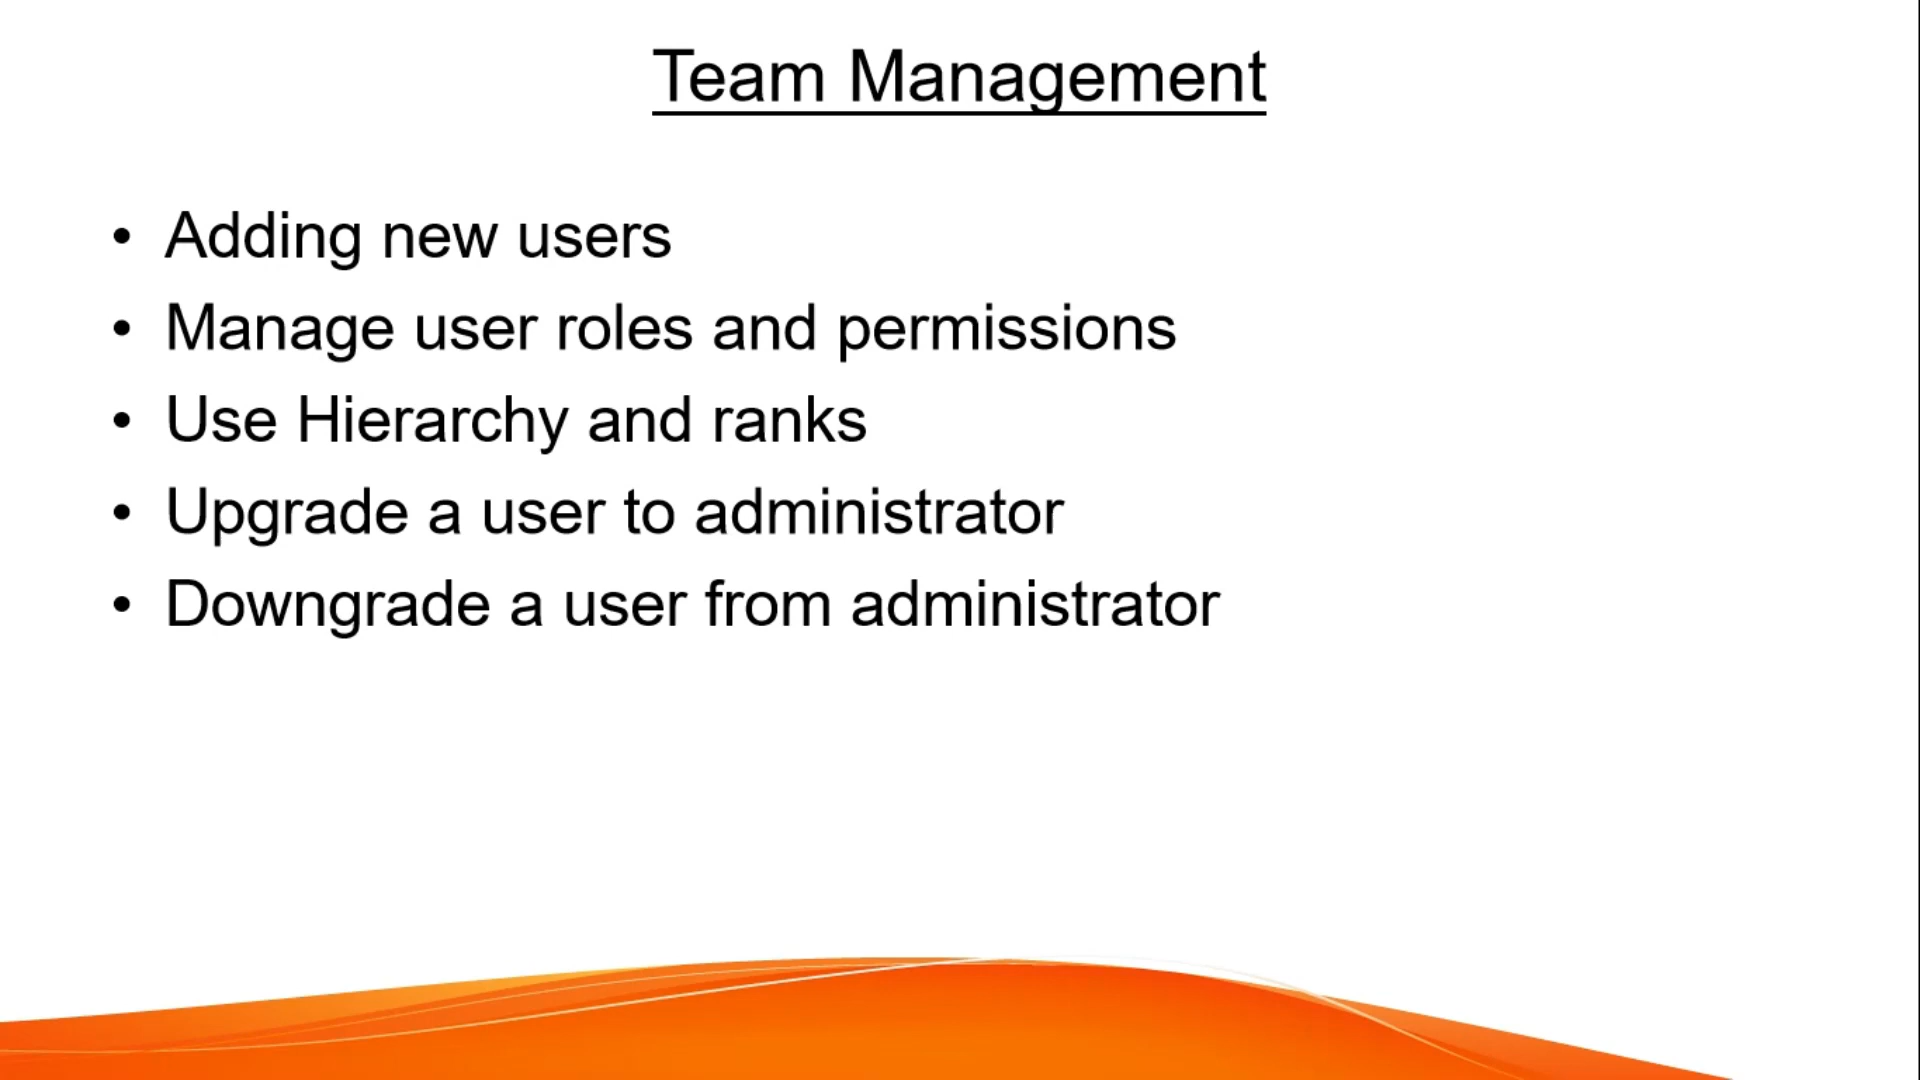 Team Management
• Adding new users
• Manage user roles and permissions
• Use Hierarchy and ranks
• Upgrade a user to administrator
• Downgrade a user from administrator